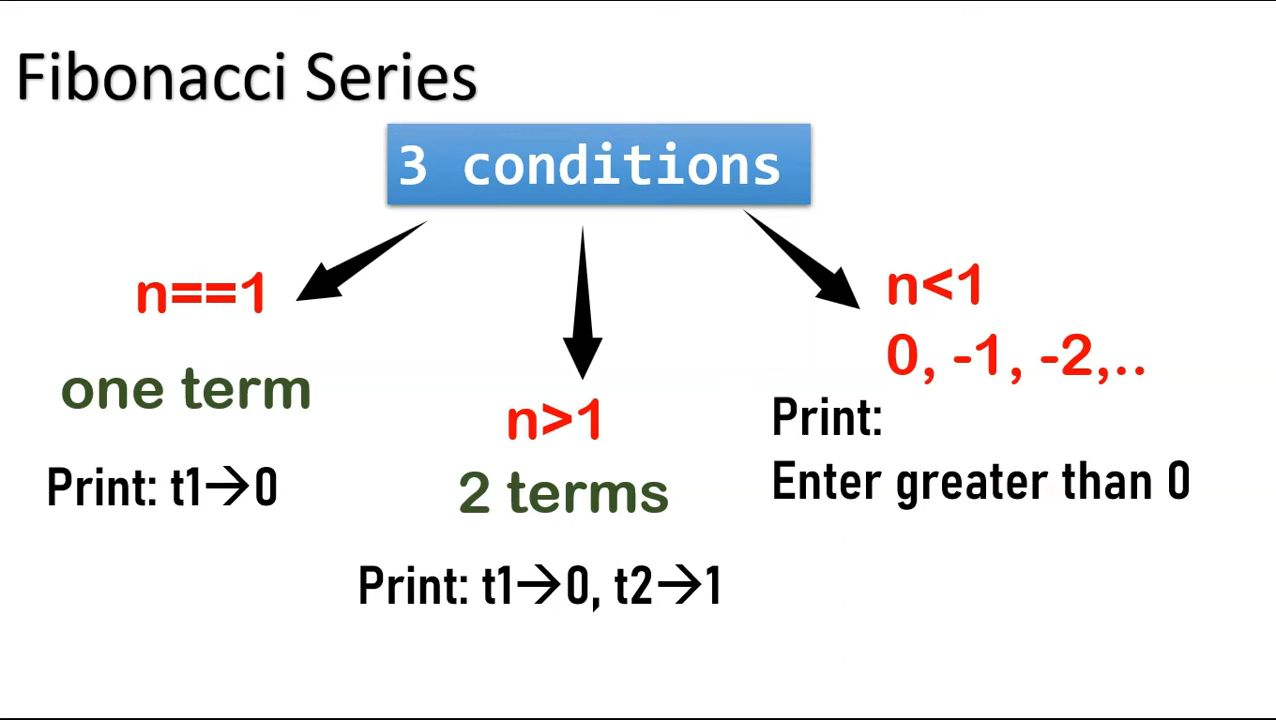 Fibonacci Series
3 conditions
n==1
one term
Print: t1→0
n>1
2 terms
Print: t1→0, t2→1
n<1
0, -1, -2,..
Print:
Enter greater than 0